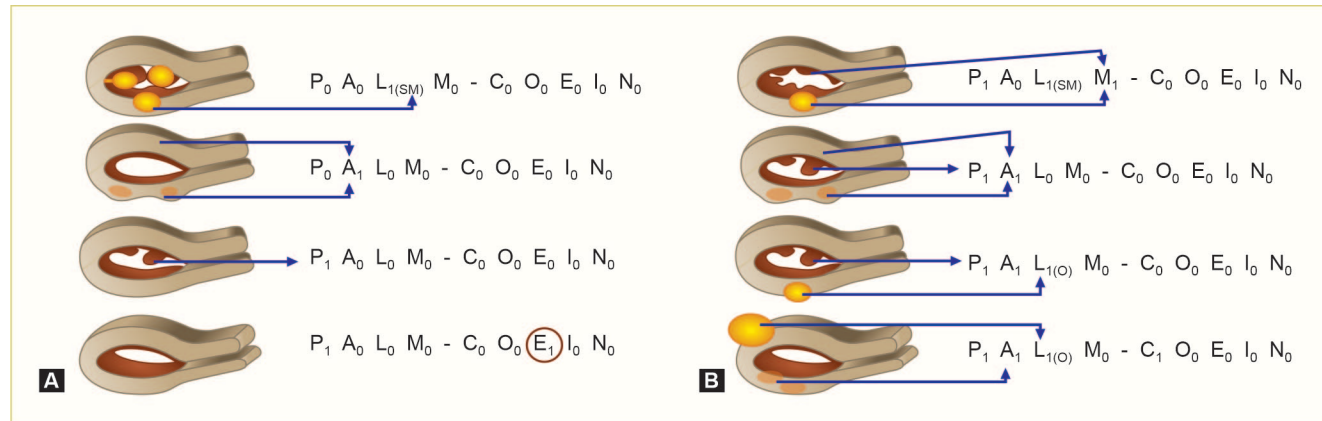 P₀ A₀ L₁₍SM₎ M₀ - C₀ O₀ E₀ I₀ N₀
P₀ A₁ L₀ M₀ - C₀ O₀ E₀ I₀ N₀
P₁ A₀ L₀ M₀ - C₀ O₀ E₀ I₀ N₀
P₁ A₀ L₀ M₀ - C₀ O₀ E₁ I₀ N₀
A
P₁ A₀ L₁₍SM₎ M₁ - C₀ O₀ E₀ I₀ N₀
P₁ A₁ L₀ M₀ - C₀ O₀ E₀ I₀ N₀
P₁ A₁ L₁₍O₎ M₀ - C₀ O₀ E₀ I₀ N₀
P₁ A₁ L₁₍O₎ M₀ - C₁ O₀ E₀ I₀ N₀
B